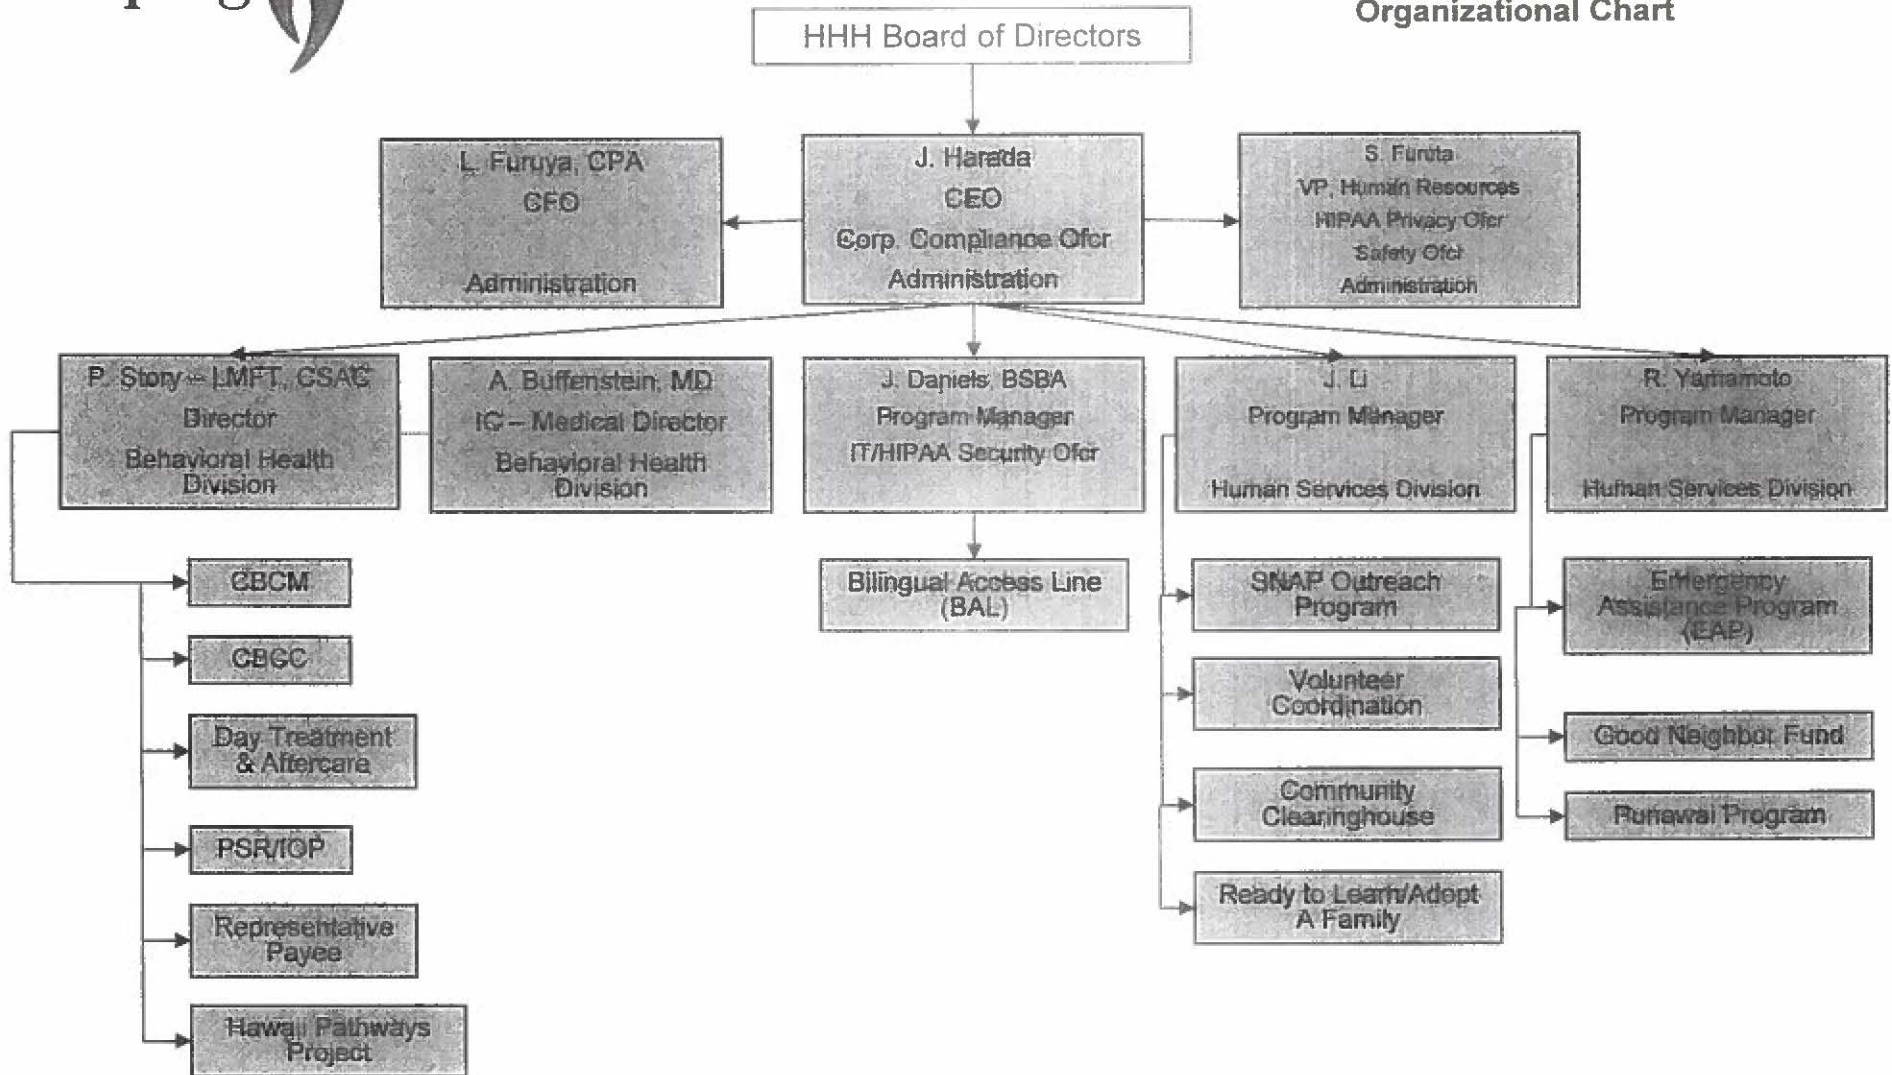 Organizational Chart
HHH Board of Directors
L. Furuya, CPA
CFO
Administration
J. Harada
CEO
Corp. Compliance Ofcr
Administration
S. Furuta
VP, Human Resources
HIPAA Privacy Ofcr
Safety Ofcr
Administration
P. Story – LMFT, CSAC
Director
Behavioral Health
Division
A. Buffenstein, MD
IC – Medical Director
Behavioral Health
Division
J. Daniels, BSBA
Program Manager
IT/HIPAA Security Ofcr
J. Li
Program Manager
Human Services Division
R. Yamamoto
Program Manager
Human Services Division
CBCM
Day Treatment
& Aftercare
PSR/IOP
Representative
Payee
Hawaii Pathways
Project
Bilingual Access Line
(BAL)
SNAP Outreach
Program
Volunteer
Coordination
Community
Clearinghouse
Ready to Learn/Adopt
A Family
Emergency
Assistance Program
(EAP)
Good Neighbor Fund
Program